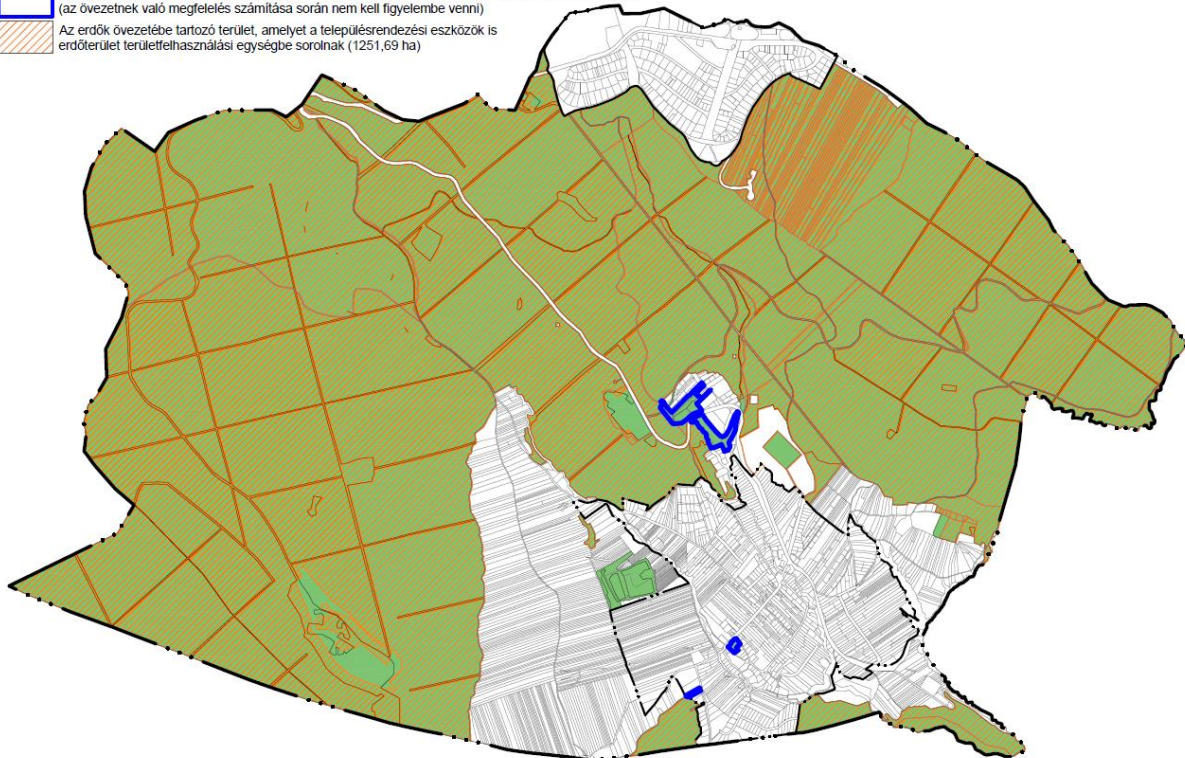 (az övezetnek való megfelelés számítása során nem kell figyelembe venni)
Az erdők övezetébe tartozó terület, amelyet a településrendezési eszközök is
erdőterület területfelhasználási egységbe sorolnak (1251,69 ha)